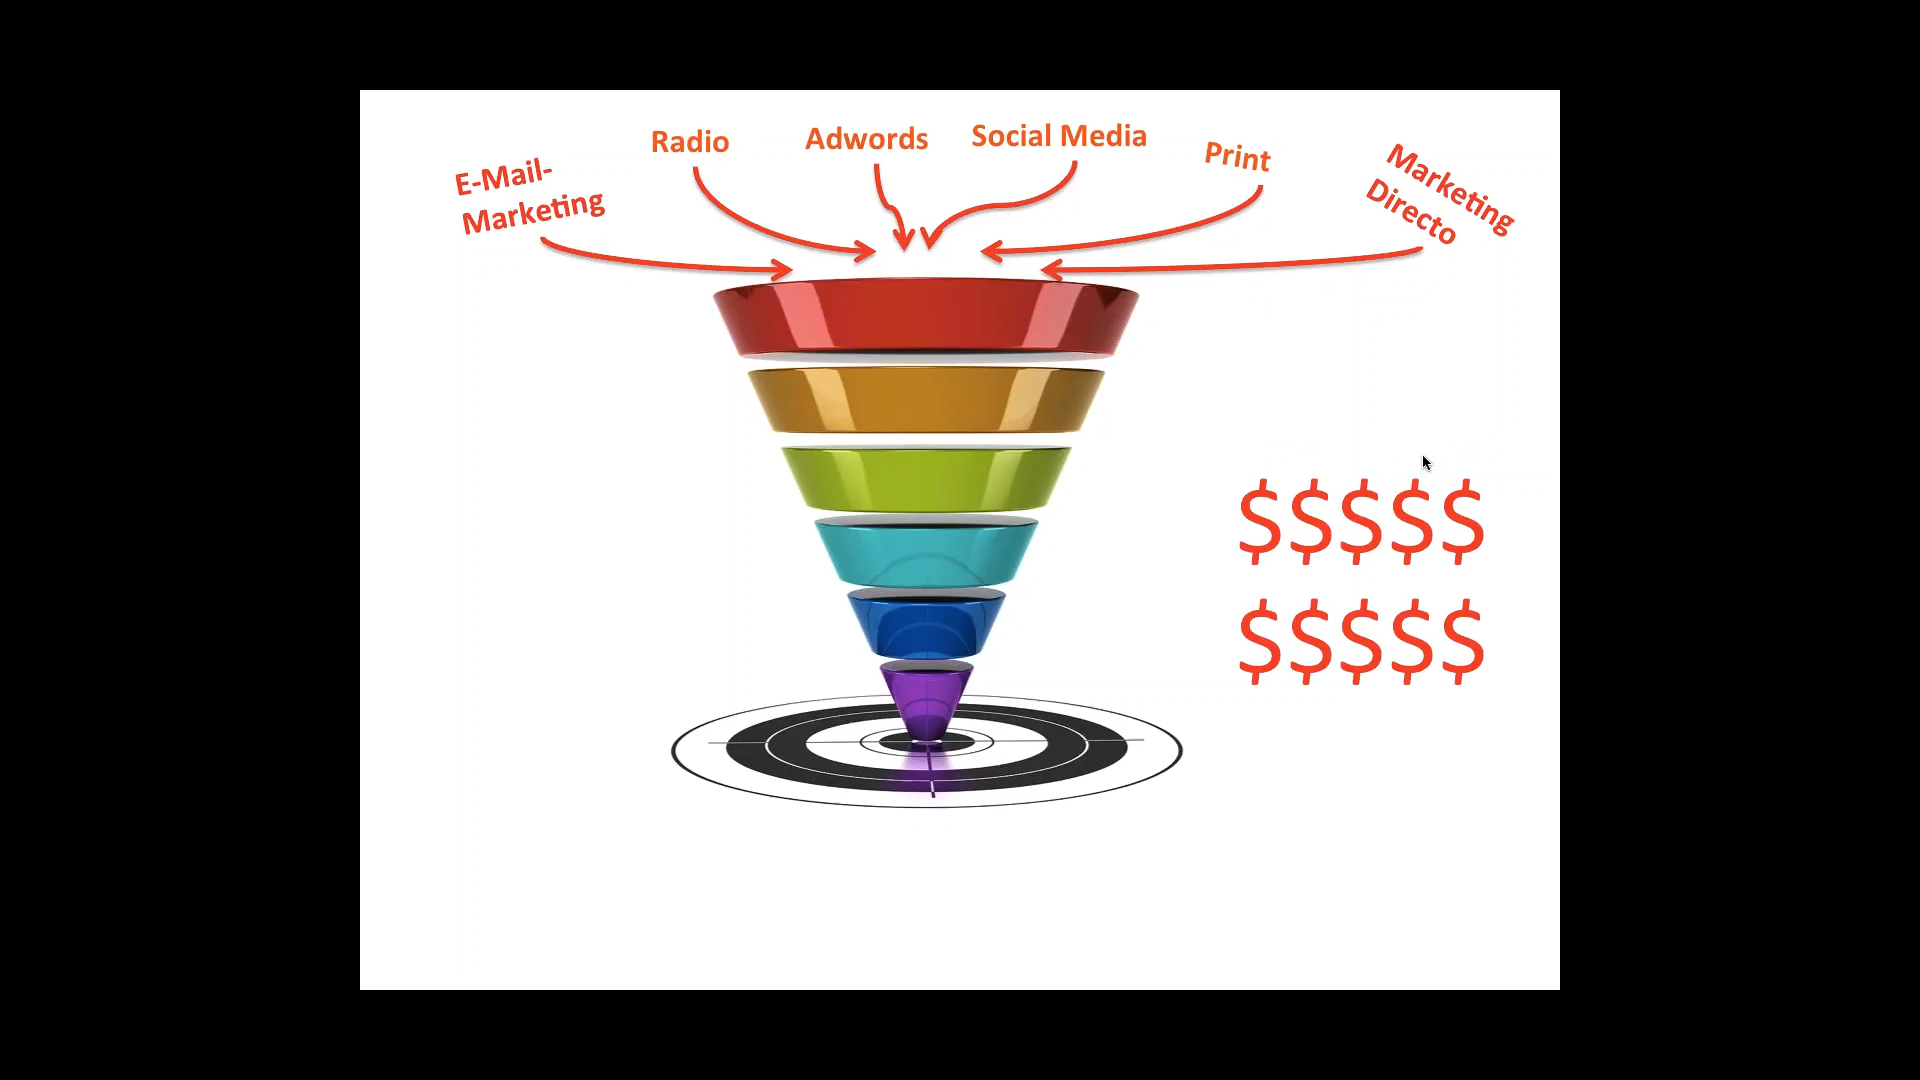 E-Mail-
Marketing
Radio
Adwords
Social Media
Print
Marketing
Directo
$$$$$
$$$$$